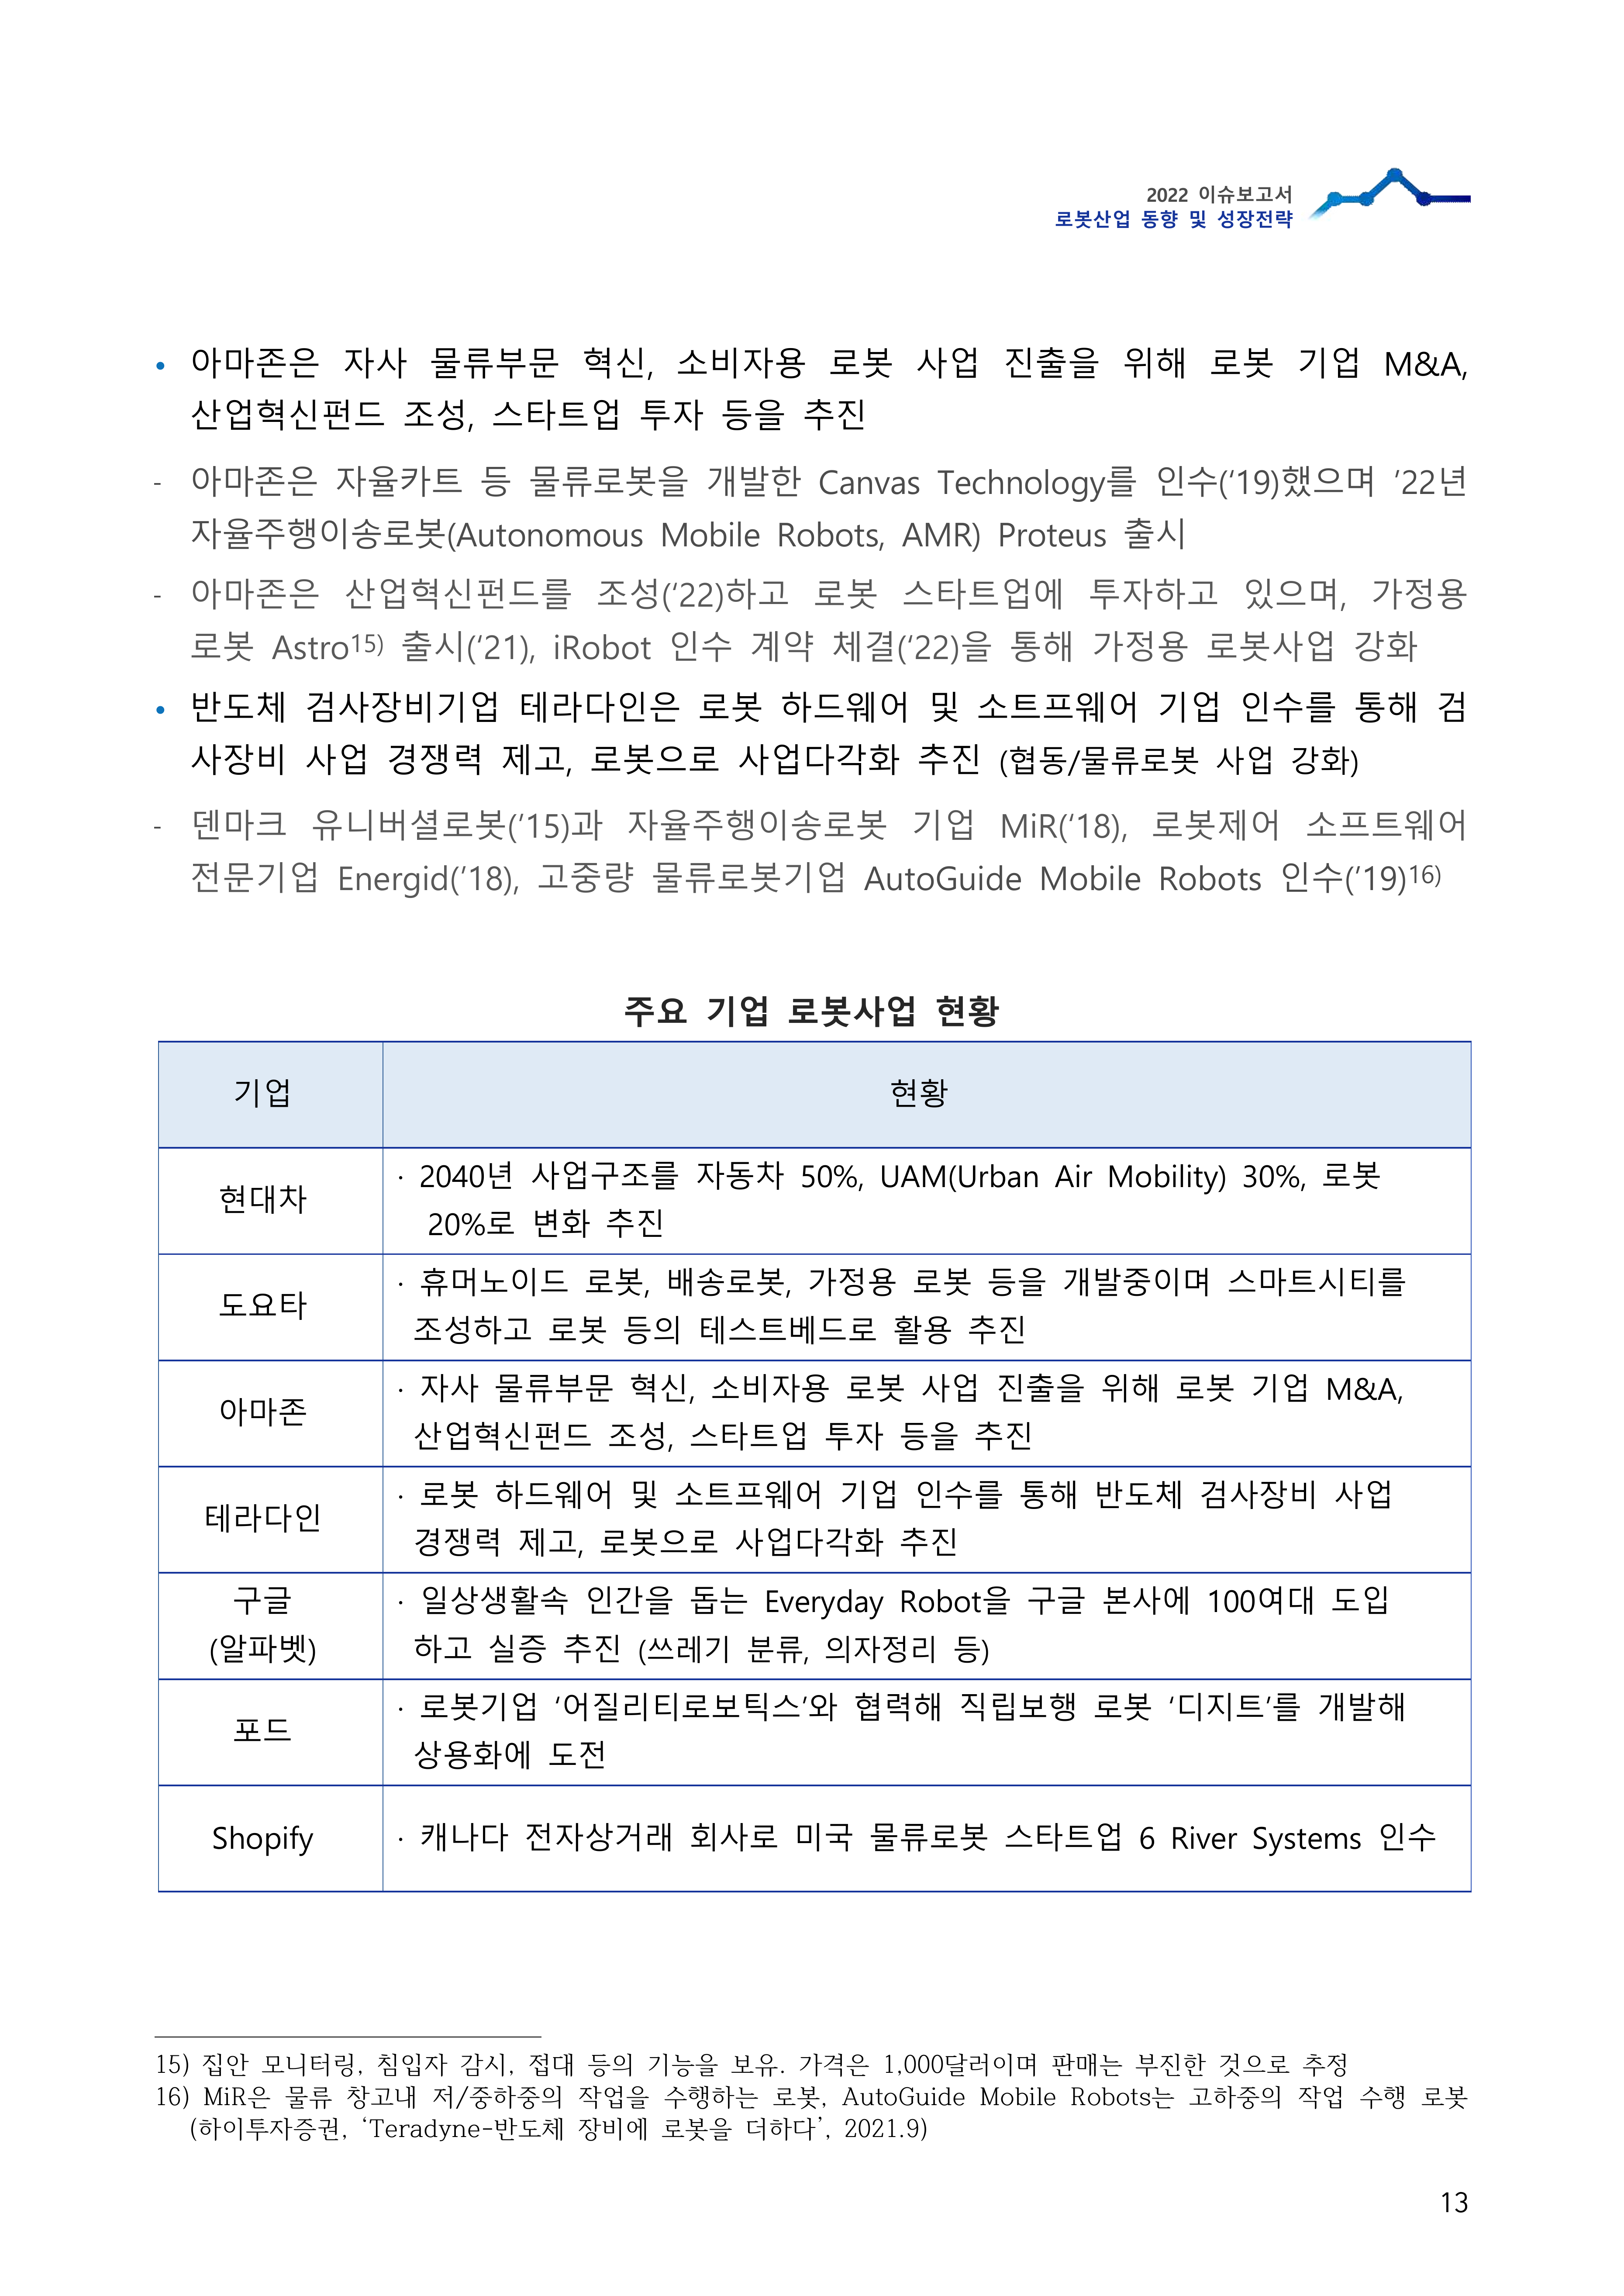 2022 이슈보고서
로봇산업 동향 및 성장전략
• 아마존은 자사 물류부문 혁신, 소비자용 로봇 사업 진출을 위해 로봇 기업 M&A,
산업혁신펀드 조성, 스타트업 투자 등을 추진
- 아마존은 자율카트 등 물류로봇을 개발한 Canvas Technology를 인수(‘19)했으며 ’22년
자율주행이송로봇(Autonomous Mobile Robots, AMR) Proteus 출시
- 아마존은 산업혁신펀드를 조성(‘22)하고 로봇 스타트업에 투자하고 있으며, 가정용
로봇 Astro15) 출시(‘21), iRobot 인수 계약 체결(‘22)을 통해 가정용 로봇사업 강화
• 반도체 검사장비기업 테라다인은 로봇 하드웨어 및 소트프웨어 기업 인수를 통해 검
사장비 사업 경쟁력 제고, 로봇으로 사업다각화 추진 (협동/물류로봇 사업 강화)
- 덴마크 유니버셜로봇(’15)과 자율주행이송로봇 기업 MiR(‘18), 로봇제어 소프트웨어
전문기업 Energid(’18), 고중량 물류로봇기업 AutoGuide Mobile Robots 인수(’19)16)
주요 기업 로봇사업 현황
기업 현황
현대차
· 2040년 사업구조를 자동차 50%, UAM(Urban Air Mobility) 30%, 로봇
20%로 변화 추진
도요타
· 휴머노이드 로봇, 배송로봇, 가정용 로봇 등을 개발중이며 스마트시티를
조성하고 로봇 등의 테스트베드로 활용 추진
아마존
· 자사 물류부문 혁신, 소비자용 로봇 사업 진출을 위해 로봇 기업 M&A,
산업혁신펀드 조성, 스타트업 투자 등을 추진
테라다인
· 로봇 하드웨어 및 소트프웨어 기업 인수를 통해 반도체 검사장비 사업
경쟁력 제고, 로봇으로 사업다각화 추진
구글
(알파벳)
· 일상생활속 인간을 돕는 Everyday Robot을 구글 본사에 100여대 도입
하고 실증 추진 (쓰레기 분류, 의자정리 등)
포드
· 로봇기업 ‘어질리티로보틱스’와 협력해 직립보행 로봇 ‘디지트’를 개발해
상용화에 도전
Shopify
· 캐나다 전자상거래 회사로 미국 물류로봇 스타트업 6 River Systems 인수
15) 집안 모니터링, 침입자 감시, 접대 등의 기능을 보유. 가격은 1,000달러이며 판매는 부진한 것으로 추정
16) MiR은 물류 창고내 저/중하중의 작업을 수행하는 로봇, AutoGuide Mobile Robots는 고하중의 작업 수행 로봇
(하이투자증권, ‘Teradyne-반도체 장비에 로봇을 더하다’, 2021.9)
13